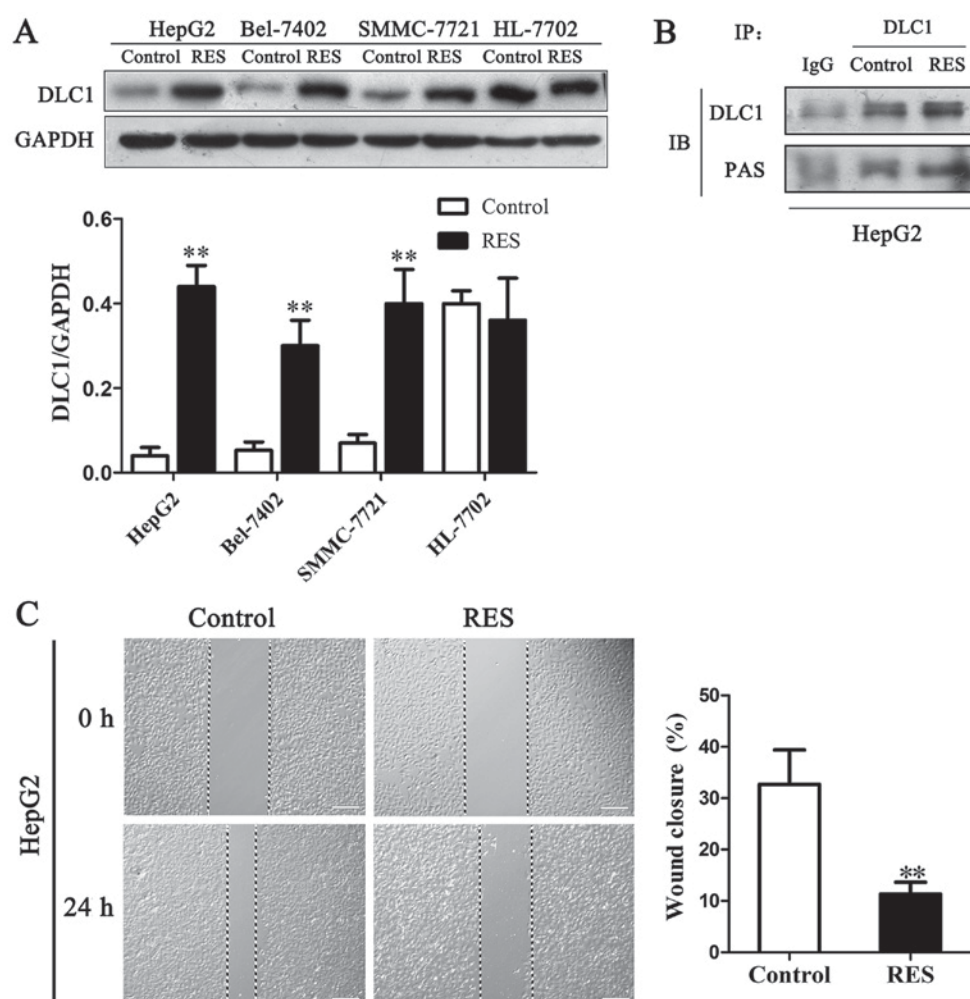 A
HepG2 Bel-7402 SMMC-7721 HL-7702
Control RES Control RES Control RES Control RES
DLC1
GAPDH
Control
RES
DLC1/GAPDH
0.6
0.4
0.2
0.0
** ** **
HepG2 Bel-7402 SMMC-7721 HL-7702
B
IP: DLC1
IgG Control RES
IB
DLC1
PAS
HepG2
C
Control RES
HepG2
0 h
24 h
Wound closure (%)
50
40
30
20
10
0
**
Control RES